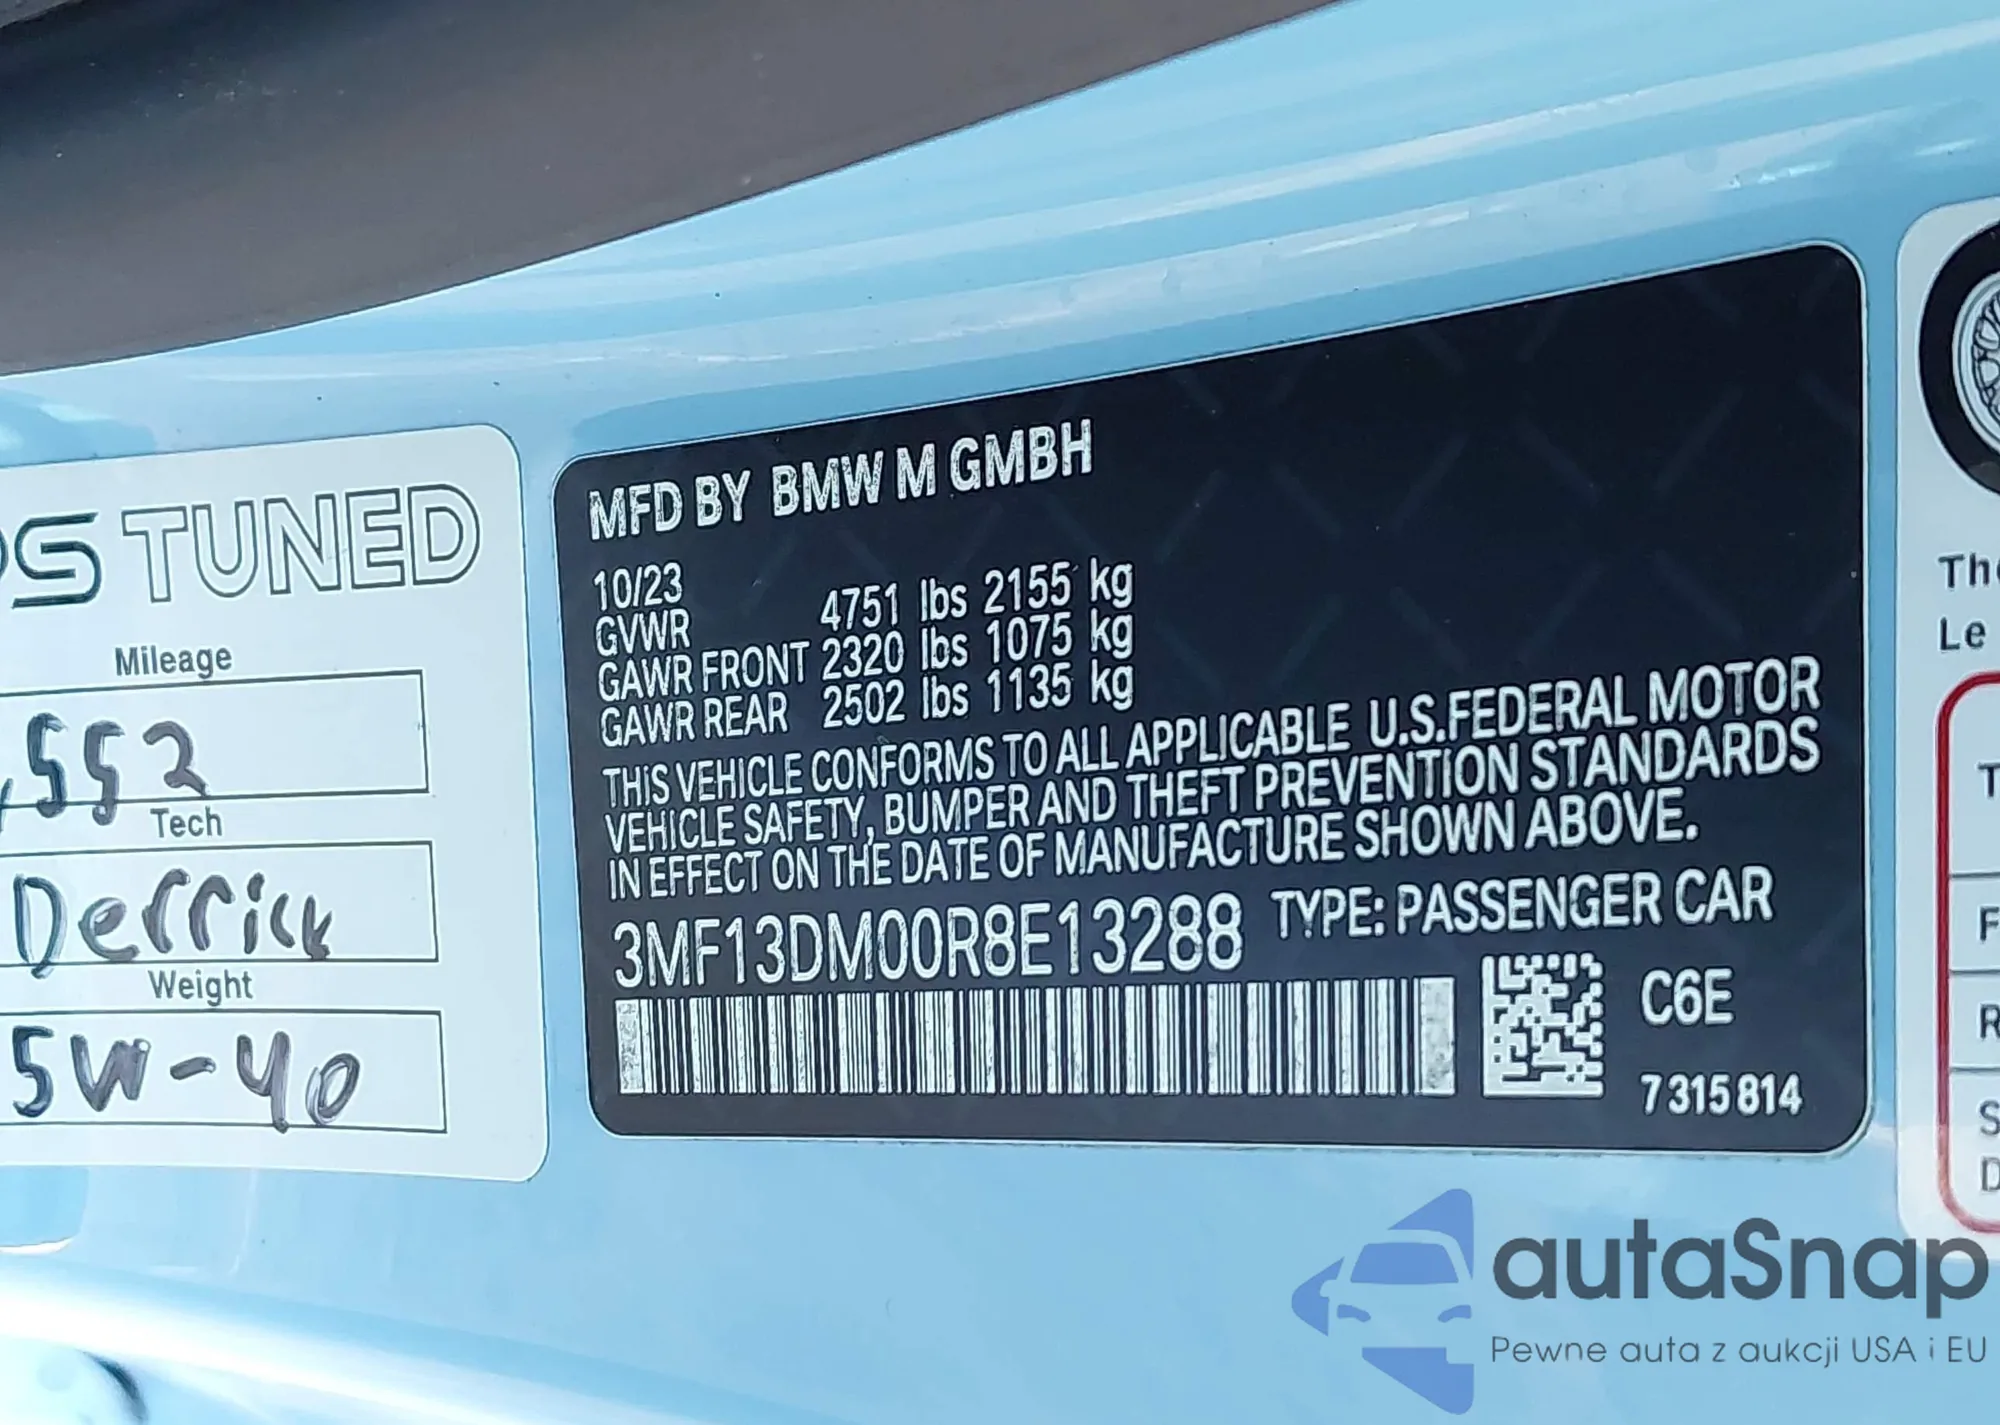 TUNED
Mileage
,552
Tech
Derrick
Weight
5W-40
MFD BY BMW M GMBH
10/23
GVWR 4751 lbs 2155 kg
GAWR FRONT 2320 lbs 1075 kg
GAWR REAR 2502 lbs 1135 kg
THIS VEHICLE CONFORMS TO ALL APPLICABLE U.S.FEDERAL MOTOR
VEHICLE SAFETY, BUMPER AND THEFT PREVENTION STANDARDS
IN EFFECT ON THE DATE OF MANUFACTURE SHOWN ABOVE.
3MF13DM00R8E13288 TYPE: PASSENGER CAR
C6E
7315814
Le
autaSnap
Pewne auta z aukcji USA i EU